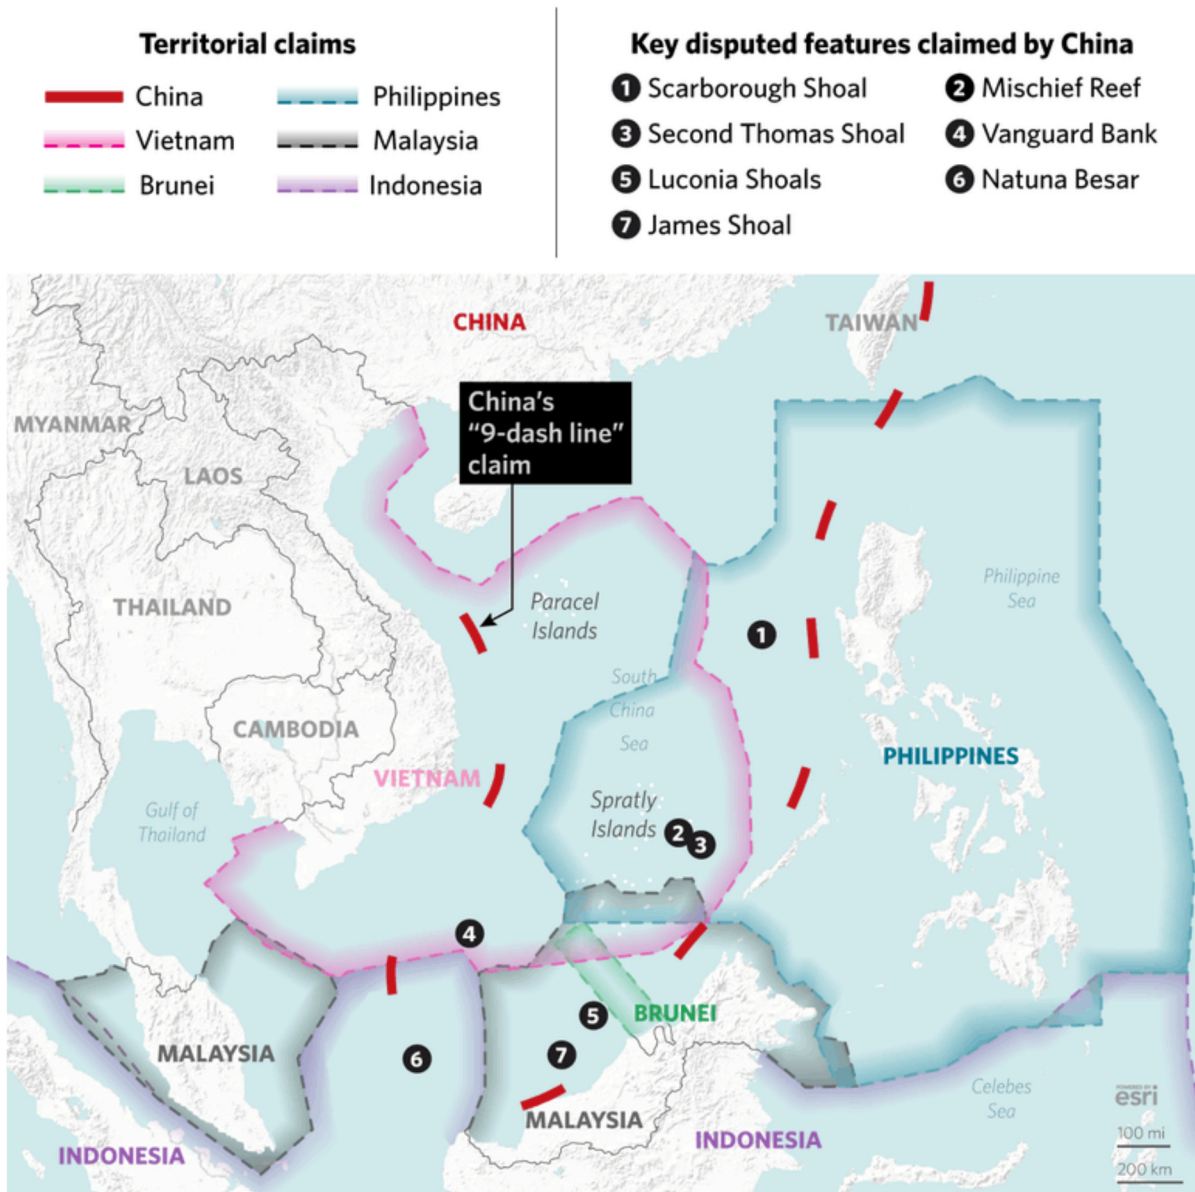 Territorial claims
China
Philippines
Vietnam
Malaysia
Brunei
Indonesia
Key disputed features claimed by China
1 Scarborough Shoal
2 Mischief Reef
3 Second Thomas Shoal
4 Vanguard Bank
5 Luconia Shoals
6 Natuna Besar
7 James Shoal
CHINA
TAIWAN
China's
"9-dash line"
claim
MYANMAR
LAOS
THAILAND
Paracel
Islands
Philippine
Sea
1
South
China
Sea
CAMBODIA
VIETNAM
PHILIPPINES
Gulf of
Thailand
Spratly
Islands
2
3
4
5
BRUNEI
MALAYSIA
6
7
MALAYSIA
INDONESIA
INDONESIA
Celebes
Sea
POWERED BY
esri
100 mi
200 km